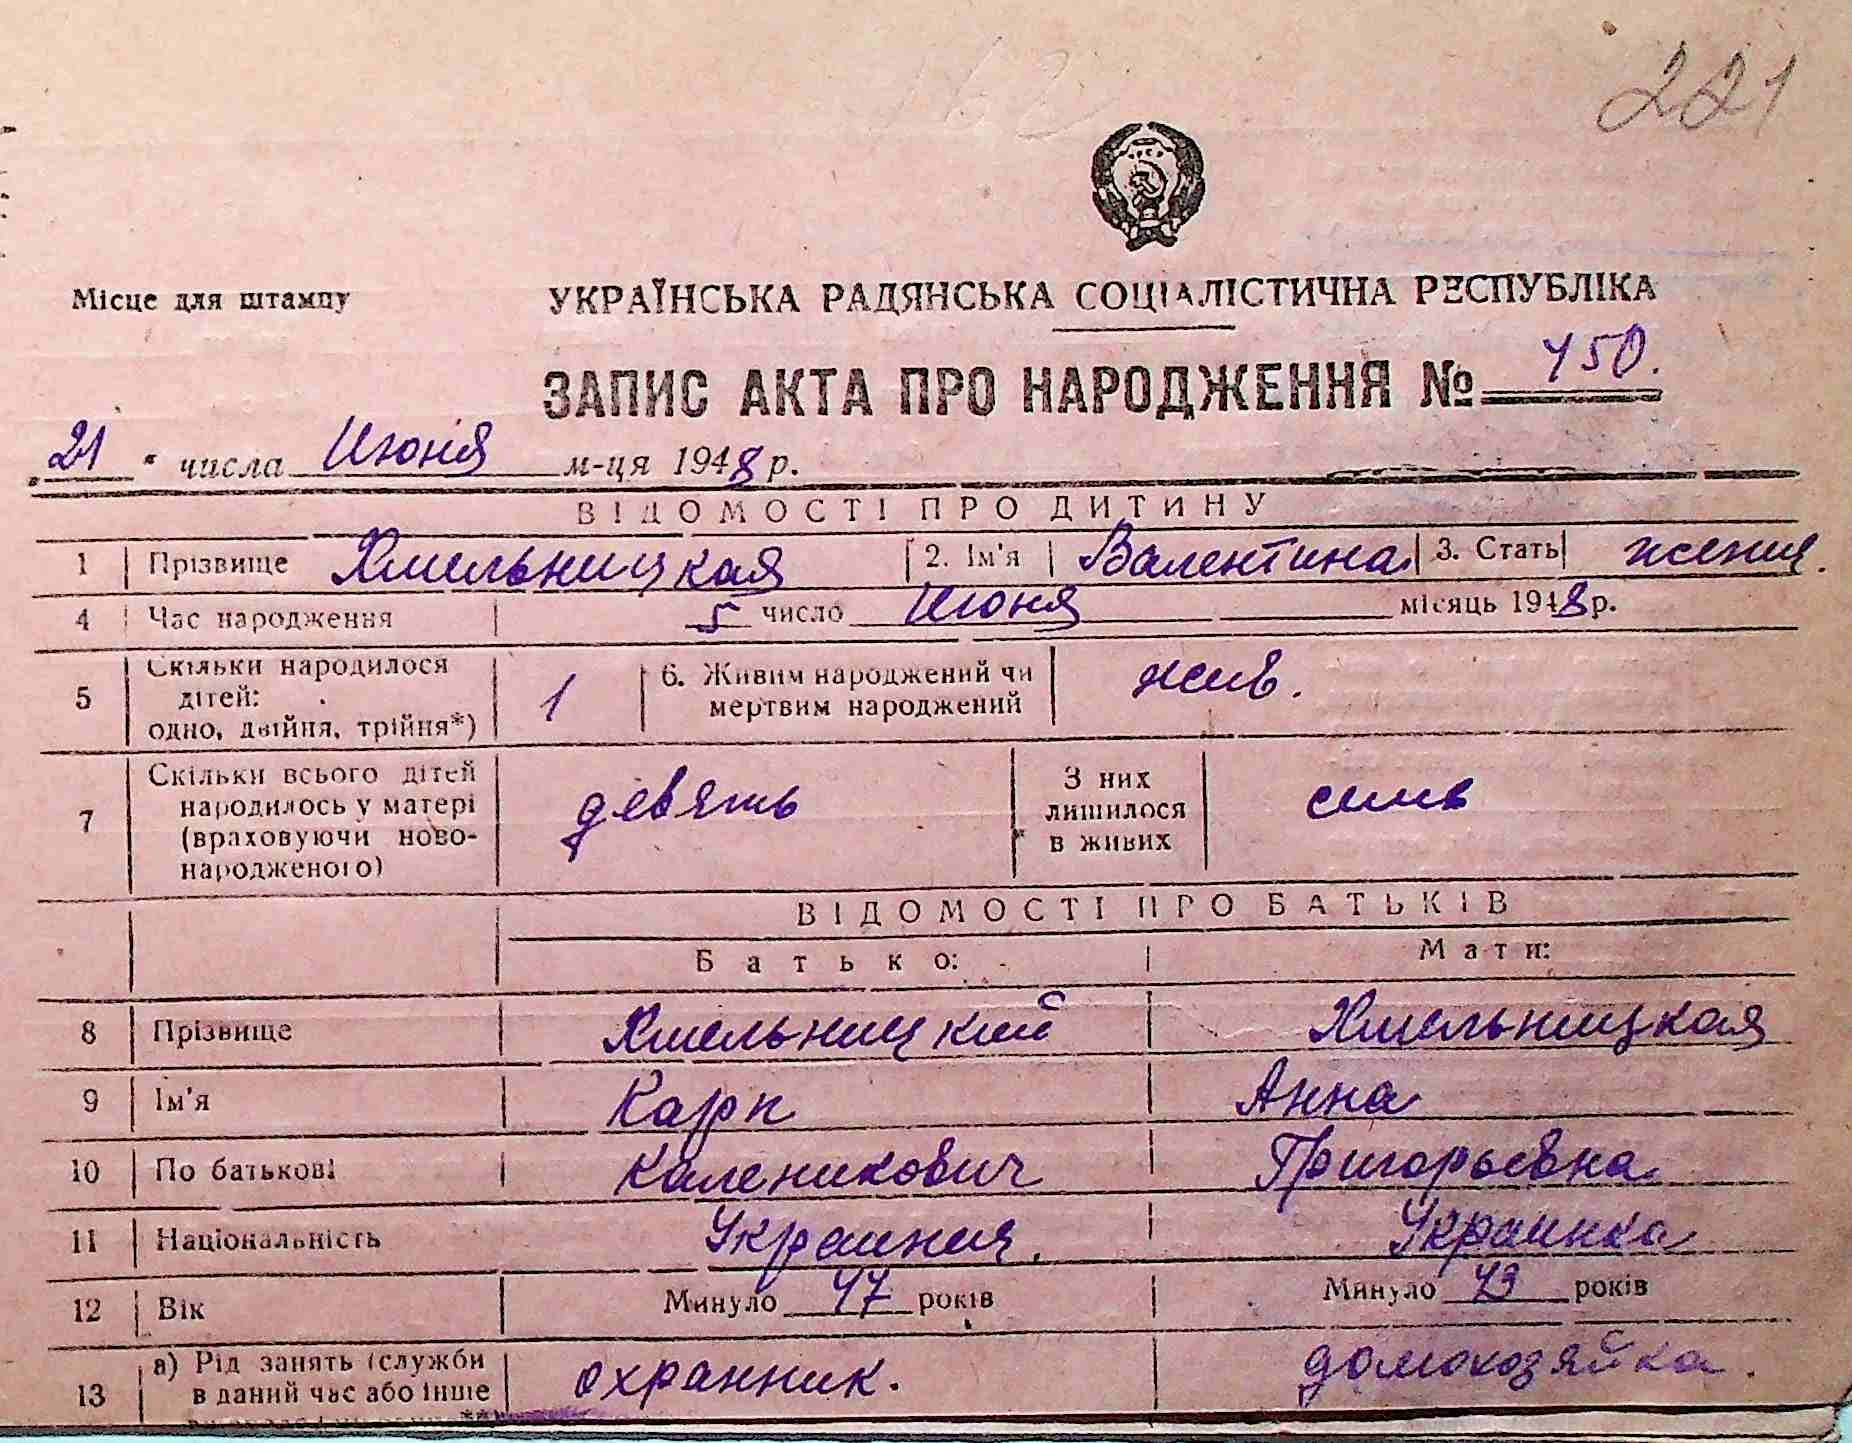 221
Місце для штампу
УКРАЇНСЬКА РАДЯНСЬКА СОЦІАЛІСТИЧНА РЕСПУБЛІКА
ЗАПИС АКТА ПРО НАРОДЖЕННЯ № 450.
21 " числа Июня м-ця 1948 р.
ВІДОМОСТІ ПРО ДИТИНУ
1 Прізвище Хмельницкая 2. Ім'я Валентина 3. Стать женщ.
4 Час народження 5 число Июня місяць 1948 р.
5 Скільки народилося
дітей:
одно, двійня, трійня*) 1 6. Живим народжений чи
мертвим народжений жив.
7 Скільки всього дітей
народилось у матері
(враховуючи ново-
народженого) девять З них
лишилося
в живих семь
ВІДОМОСТІ ПРО БАТЬКІВ
Батько: Мати:
8 Прізвище Хмельницкий Хмельницкая
9 Ім'я Карп Анна
10 По батькові Каленикович Григорьевна
11 Національність Украинец. Украинка
12 Вік Минуло 47 років Минуло 43 років
13 а) Рід занять (служби
в даний час або інше охранник. домохозяйка.